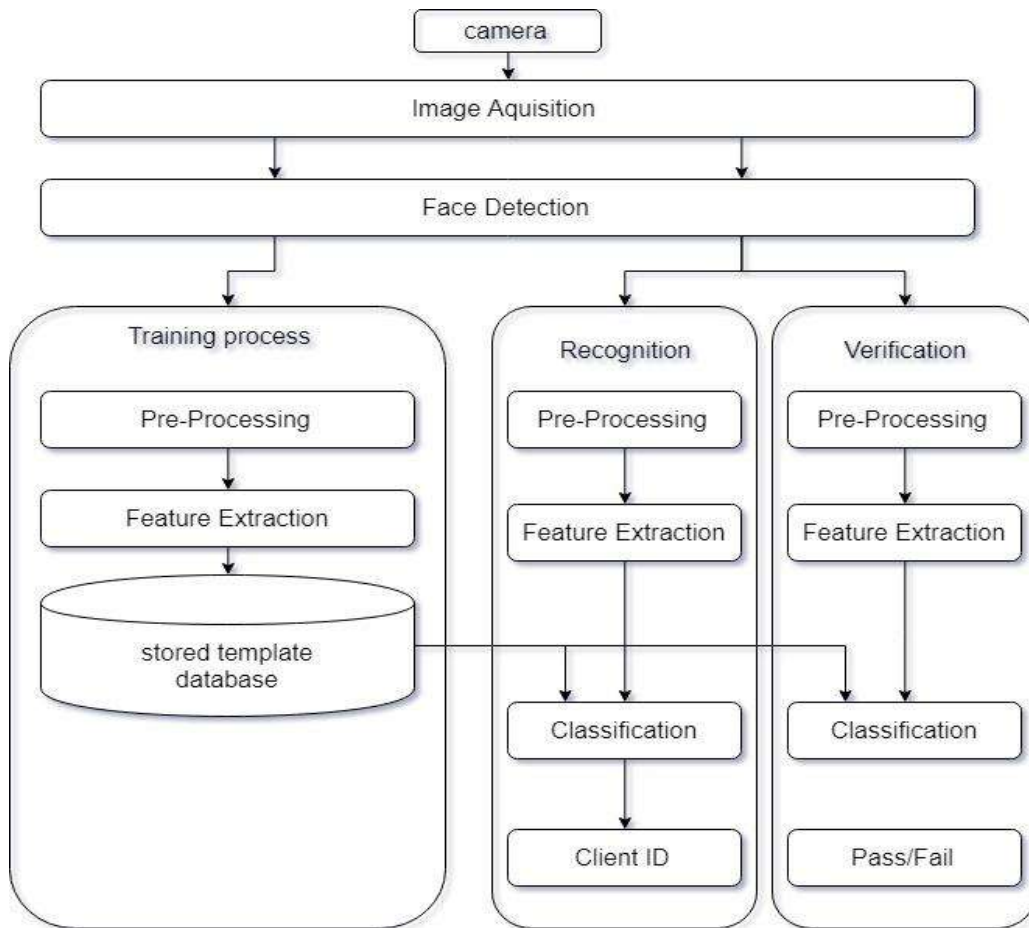 camera
Image Aquisition
Face Detection
Training process
Pre-Processing
Feature Extraction
stored template
database
Recognition
Pre-Processing
Feature Extraction
Classification
Client ID
Verification
Pre-Processing
Feature Extraction
Classification
Pass/Fail